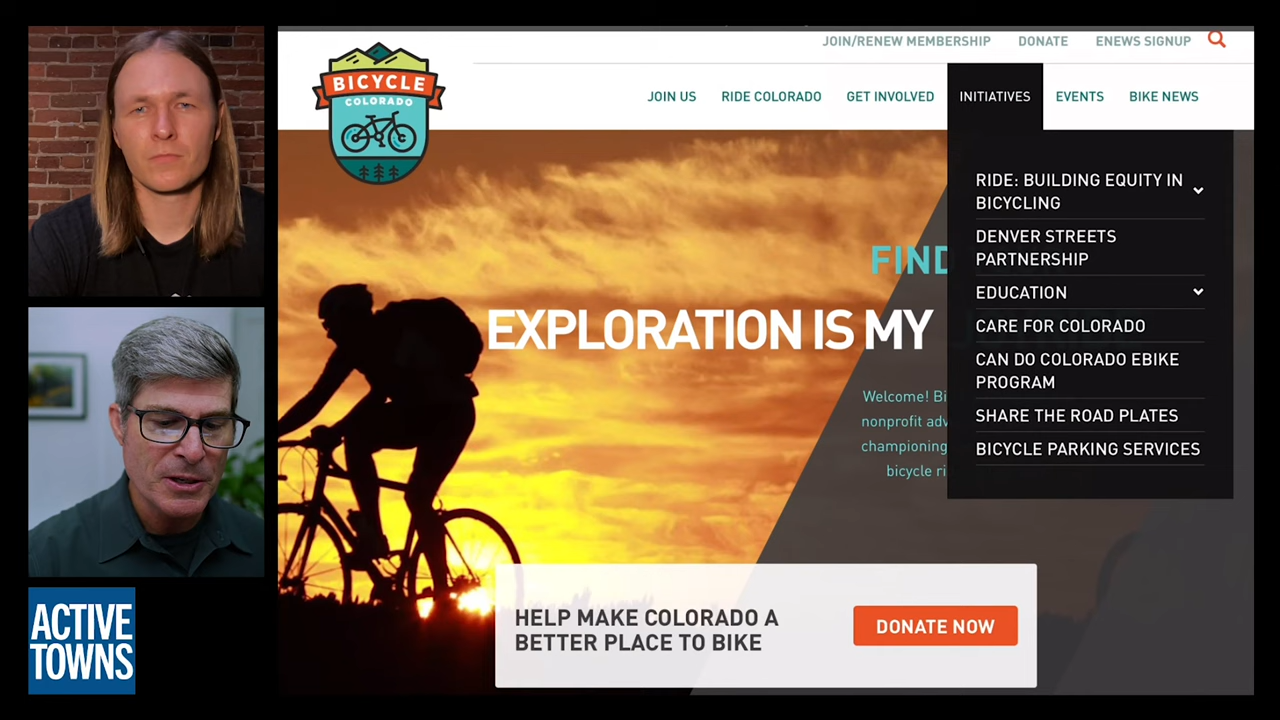 JOIN/RENEW MEMBERSHIP DONATE ENEWS SIGNUP
BICYCLE
COLORADO
JOIN US RIDE COLORADO GET INVOLVED INITIATIVES EVENTS BIKE NEWS
RIDE: BUILDING EQUITY IN
BICYCLING
DENVER STREETS
PARTNERSHIP
EDUCATION
CARE FOR COLORADO
CAN DO COLORADO EBIKE
PROGRAM
SHARE THE ROAD PLATES
BICYCLE PARKING SERVICES
FIND
EXPLORATION IS MY
Welcome! Bi
nonprofit adv
championing
bicycle ri
HELP MAKE COLORADO A
BETTER PLACE TO BIKE
DONATE NOW
ACTIVE
TOWNS